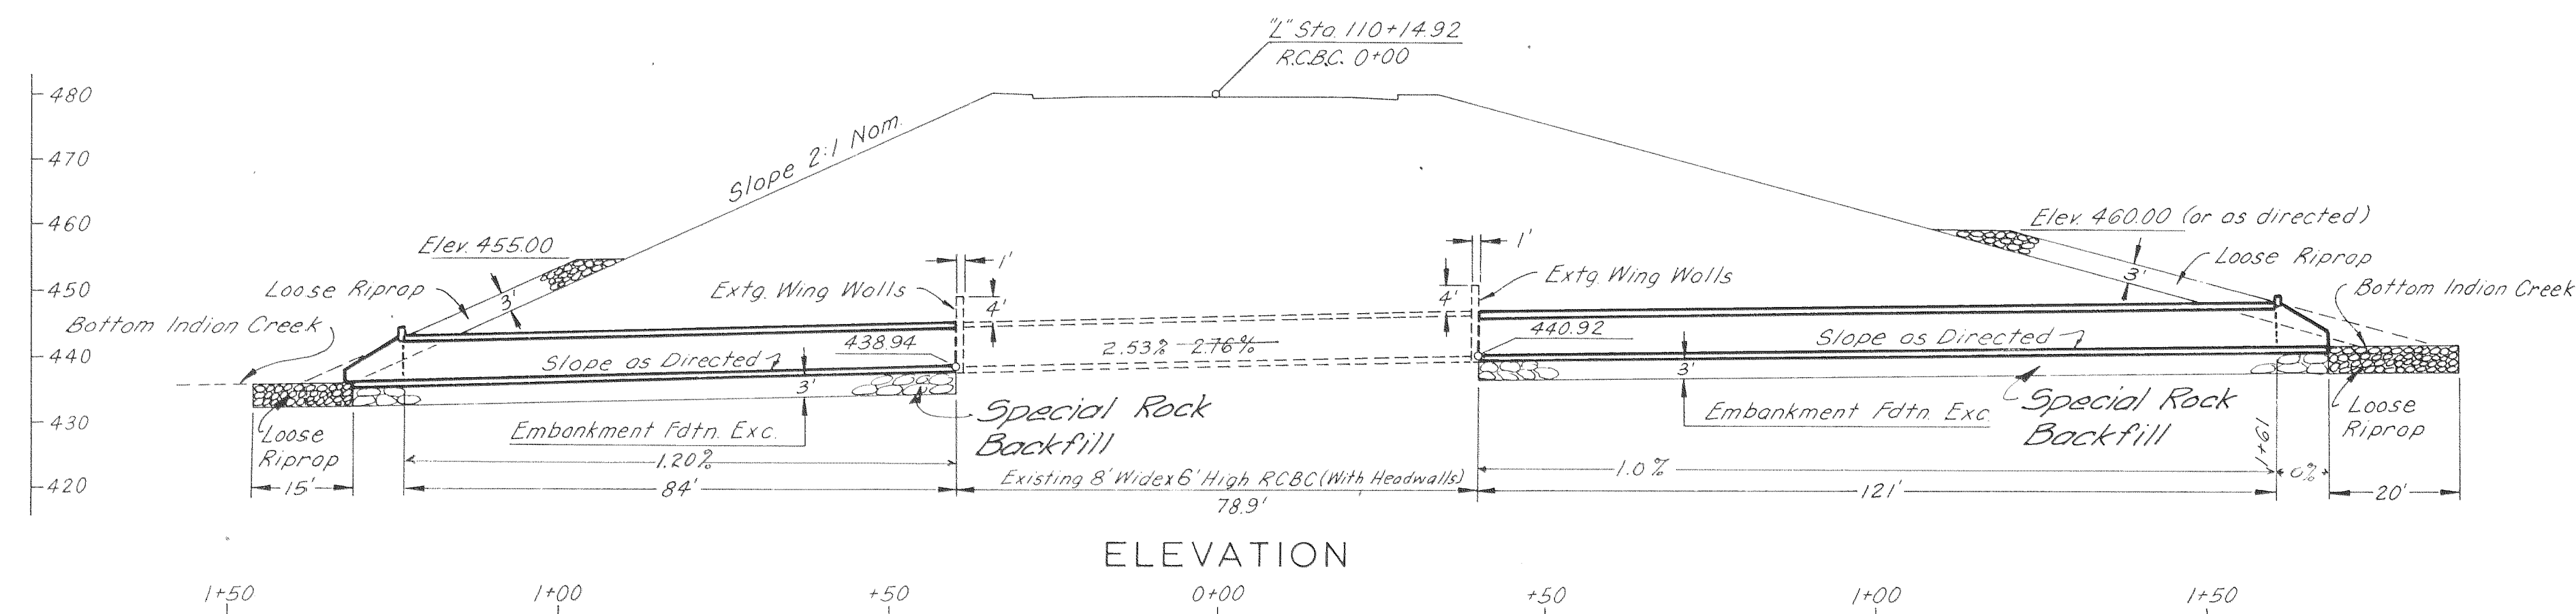 "L" Sta. 110+14.92
R.C.B.C. 0+00
480
470
460
450
440
430
420
Slope 2:1 Nom.
Elev. 455.00
Elev. 460.00 (or as directed)
Loose Riprap
3'
Extg. Wing Walls
1'
4'
1'
4'
Extg. Wing Walls
3'
Loose Riprap
Bottom Indian Creek
Bottom Indian Creek
438.94
Slope as Directed
3'
2.53% 2.76%
440.92
Slope as Directed
3'
Loose
Riprap
Embankment Fdtn. Exc.
Special Rock
Backfill
Embankment Fdtn. Exc.
Special Rock
Backfill
1+61
Loose
Riprap
1.20%
1.0%
0%
15'
84'
Existing 8' Wide x 6' High RCBC (With Headwalls)
78.9'
121'
20'
ELEVATION
1+50
1+00
+50
0+00
+50
1+00
1+50